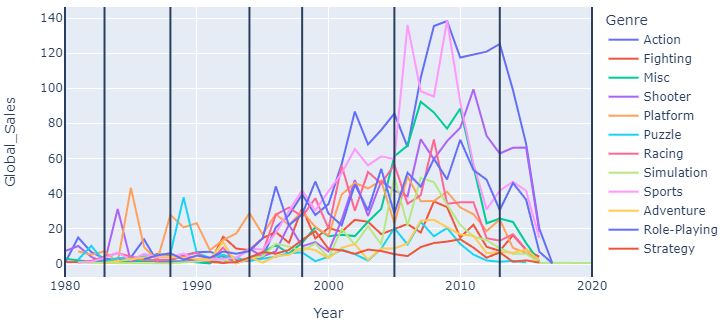 Genre
140
120
100
80
60
40
20
0
Global_Sales
1980
1990
2000
2010
2020
Year
Action
Fighting
Misc
Shooter
Platform
Puzzle
Racing
Simulation
Sports
Adventure
Role-Playing
Strategy